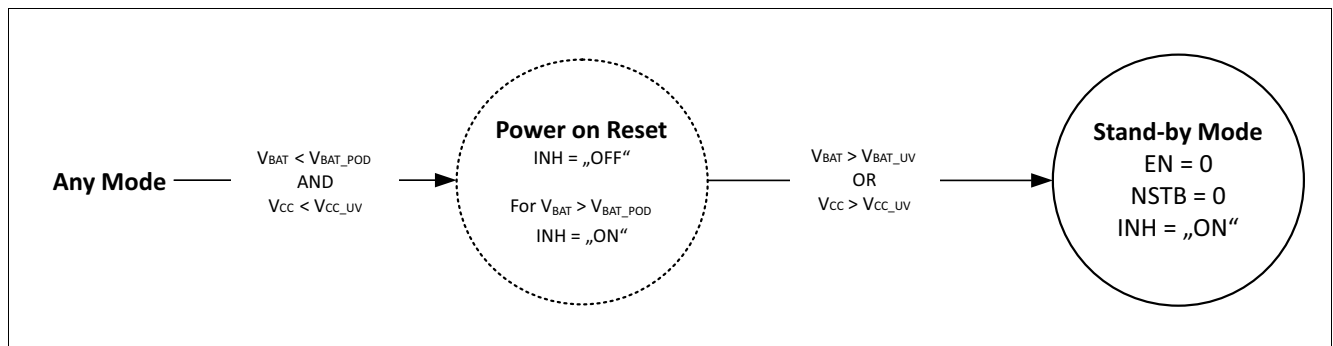 Any Mode
VBAT < VBAT_POD
AND
VCC < VCC_UV
Power on Reset
INH = „OFF“
For VBAT > VBAT_POD
INH = „ON“
VBAT > VBAT_UV
OR
VCC > VCC_UV
Stand-by Mode
EN = 0
NSTB = 0
INH = „ON“